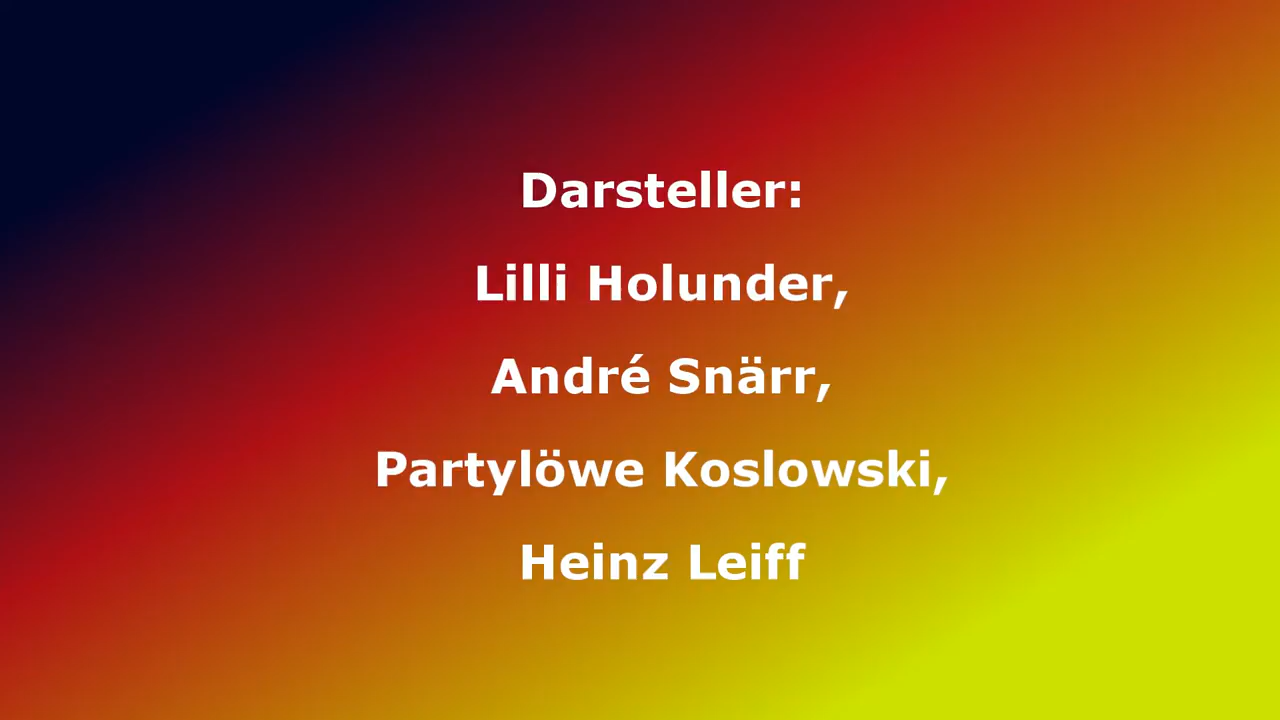 Darsteller:
Lilli Holunder,
André Snärr,
Partylöwe Koslowski,
Heinz Leiff